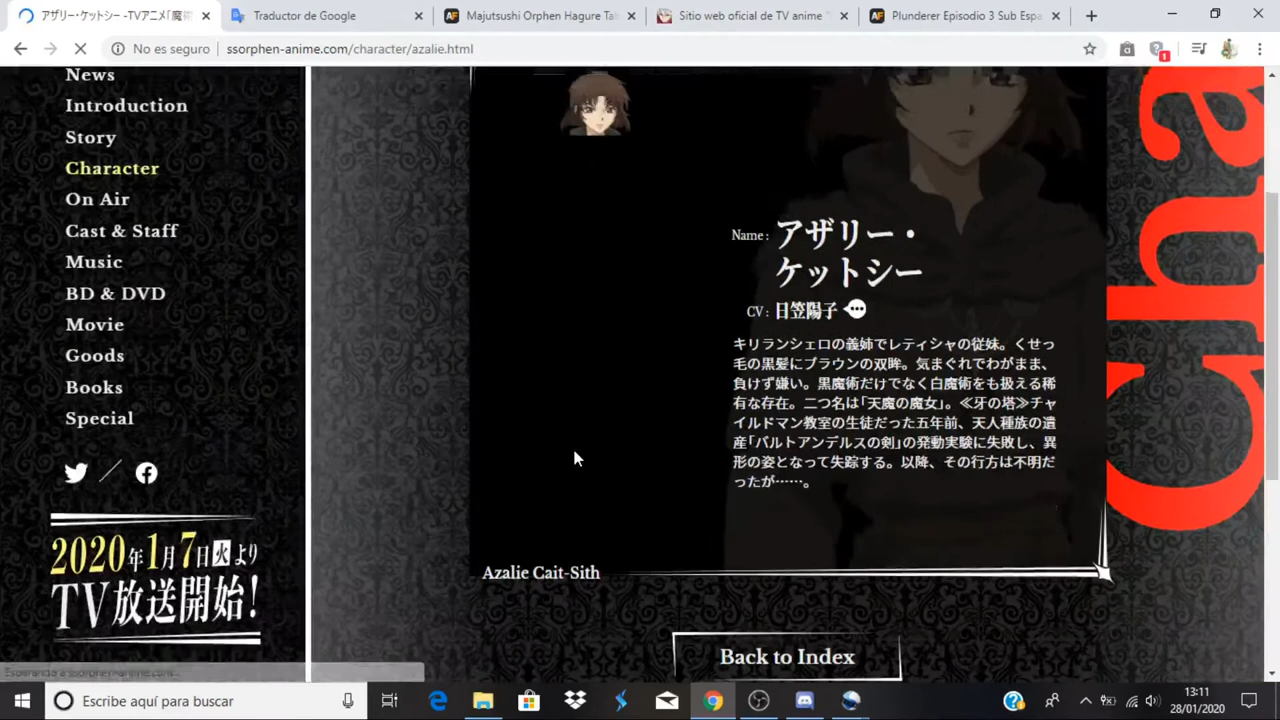 アザリー・ケットシー -TVアニメ「魔術
Traductor de Google
Majutsushi Orphen Hagure Tab
Sitio web oficial de TV anime "
Plunderer Episodio 3 Sub Espa
No es seguro
ssorphen-anime.com/character/azalie.html
1
News
Introduction
Story
Character
On Air
Cast & Staff
Music
BD & DVD
Movie
Goods
Books
Special
2020年1月7日火より
TV放送開始!
Name :
アザリー・
ケットシー
CV : 日笠陽子
キリランシェロの義姉でレティシャの従妹。くせっ
毛の黒髪にブラウンの双眸。気まぐれでわがまま、
負けず嫌い。黒魔術だけでなく白魔術をも扱える稀
有な存在。二つ名は「天魔の魔女」。≪牙の塔≫チャ
イルドマン教室の生徒だった五年前、天人種族の遺
産「バルトアンデルスの剣」の発動実験に失敗し、異
形の姿となって失踪する。以降、その行方は不明だ
ったが……。
Azalie Cait-Sith
Back to Index
Cha
Esperando a ssorphen-anime.com...
Escribe aquí para buscar
13:11
28/01/2020